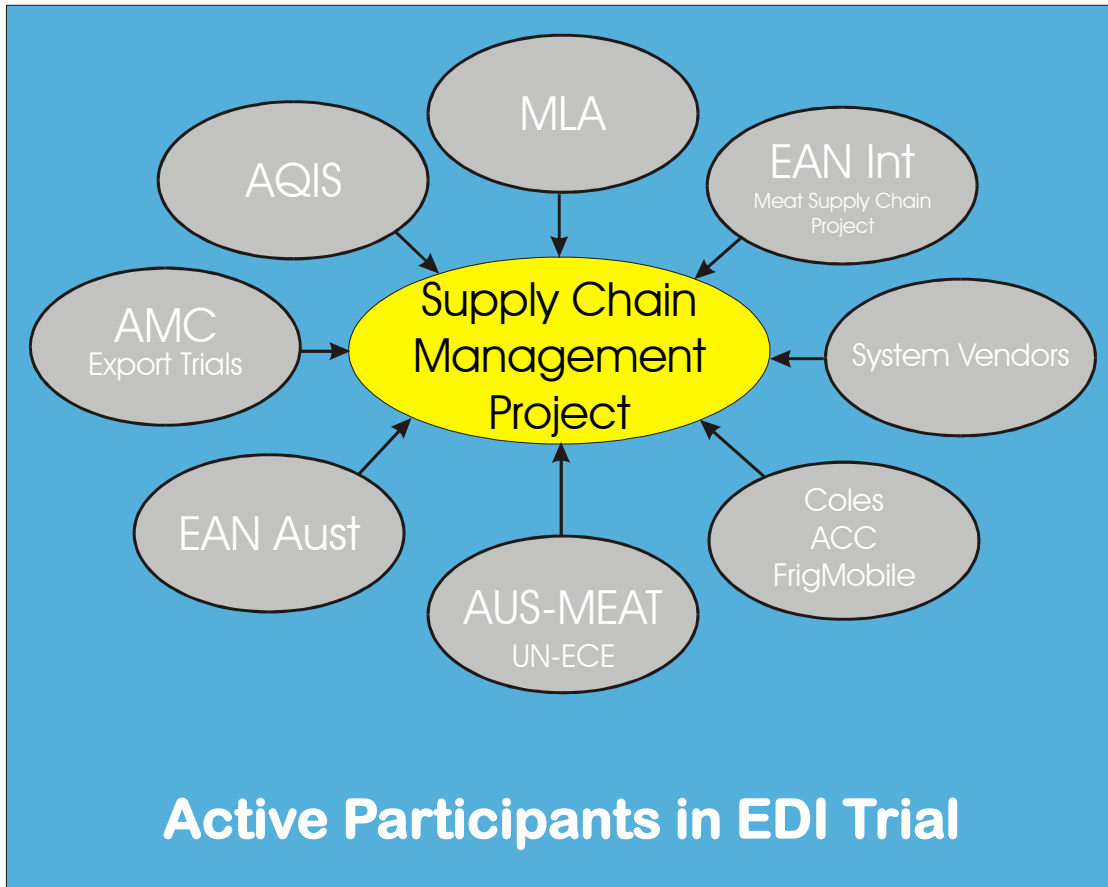 MLA
AQIS
EAN Int
Meat Supply Chain
Project
AMC
Export Trials
Supply Chain
Management
Project
System Vendors
EAN Aust
AUS-MEAT
UN-ECE
Coles
ACC
FrigMobile
Active Participants in EDI Trial